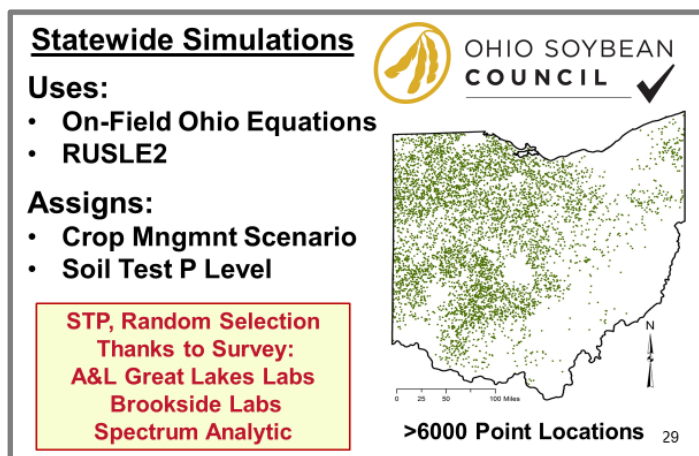 Statewide Simulations
Uses:
• On-Field Ohio Equations
• RUSLE2
Assigns:
• Crop Mngmnt Scenario
• Soil Test P Level
STP, Random Selection
Thanks to Survey:
A&L Great Lakes Labs
Brookside Labs
Spectrum Analytic
OHIO SOYBEAN
COUNCIL
N
0 25 50 100 Miles
>6000 Point Locations
29